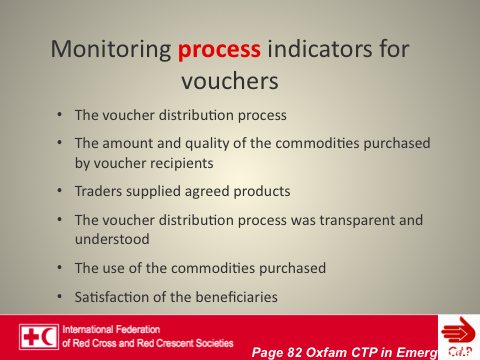 Monitoring process indicators for
vouchers
• The voucher distribution process
• The amount and quality of the commodities purchased
by voucher recipients
• Traders supplied agreed products
• The voucher distribution process was transparent and
understood
• The use of the commodities purchased
• Satisfaction of the beneficiaries
International Federation
of Red Cross and Red Crescent Societies
Page 82 Oxfam CTP in Emerg